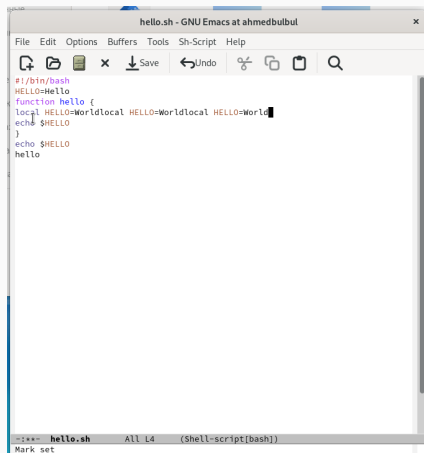 hello.sh - GNU Emacs at ahmedbulbul
File Edit Options Buffers Tools Sh-Script Help
Save Undo
#!/bin/bash
HELLO=Hello
function hello {
local HELLO=Worldlocal HELLO=Worldlocal HELLO=World
echo $HELLO
}
echo $HELLO
hello
-:**- hello.sh All L4 (Shell-script[bash])
Mark set